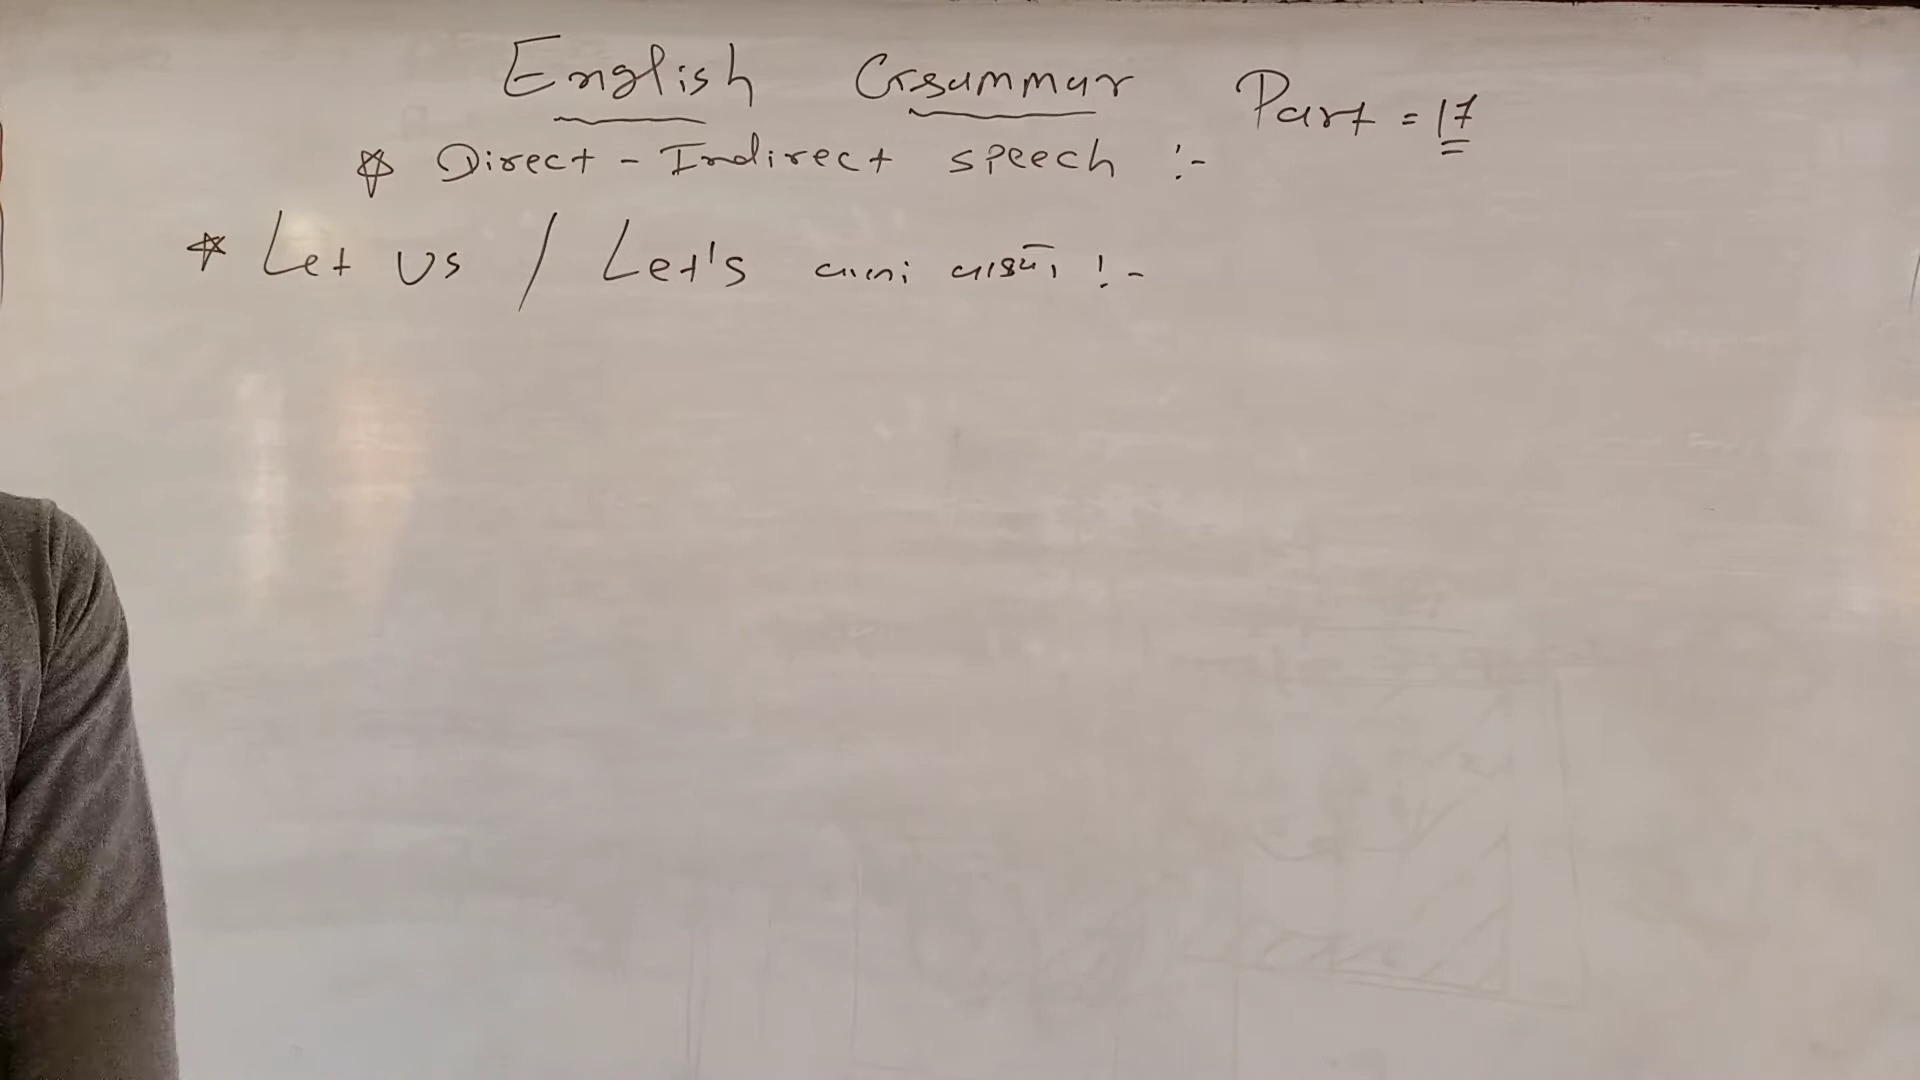 English Grammar Part = 17
* Direct - Indirect speech :-
* Let us / Let's વાળાં વાક્યો :-